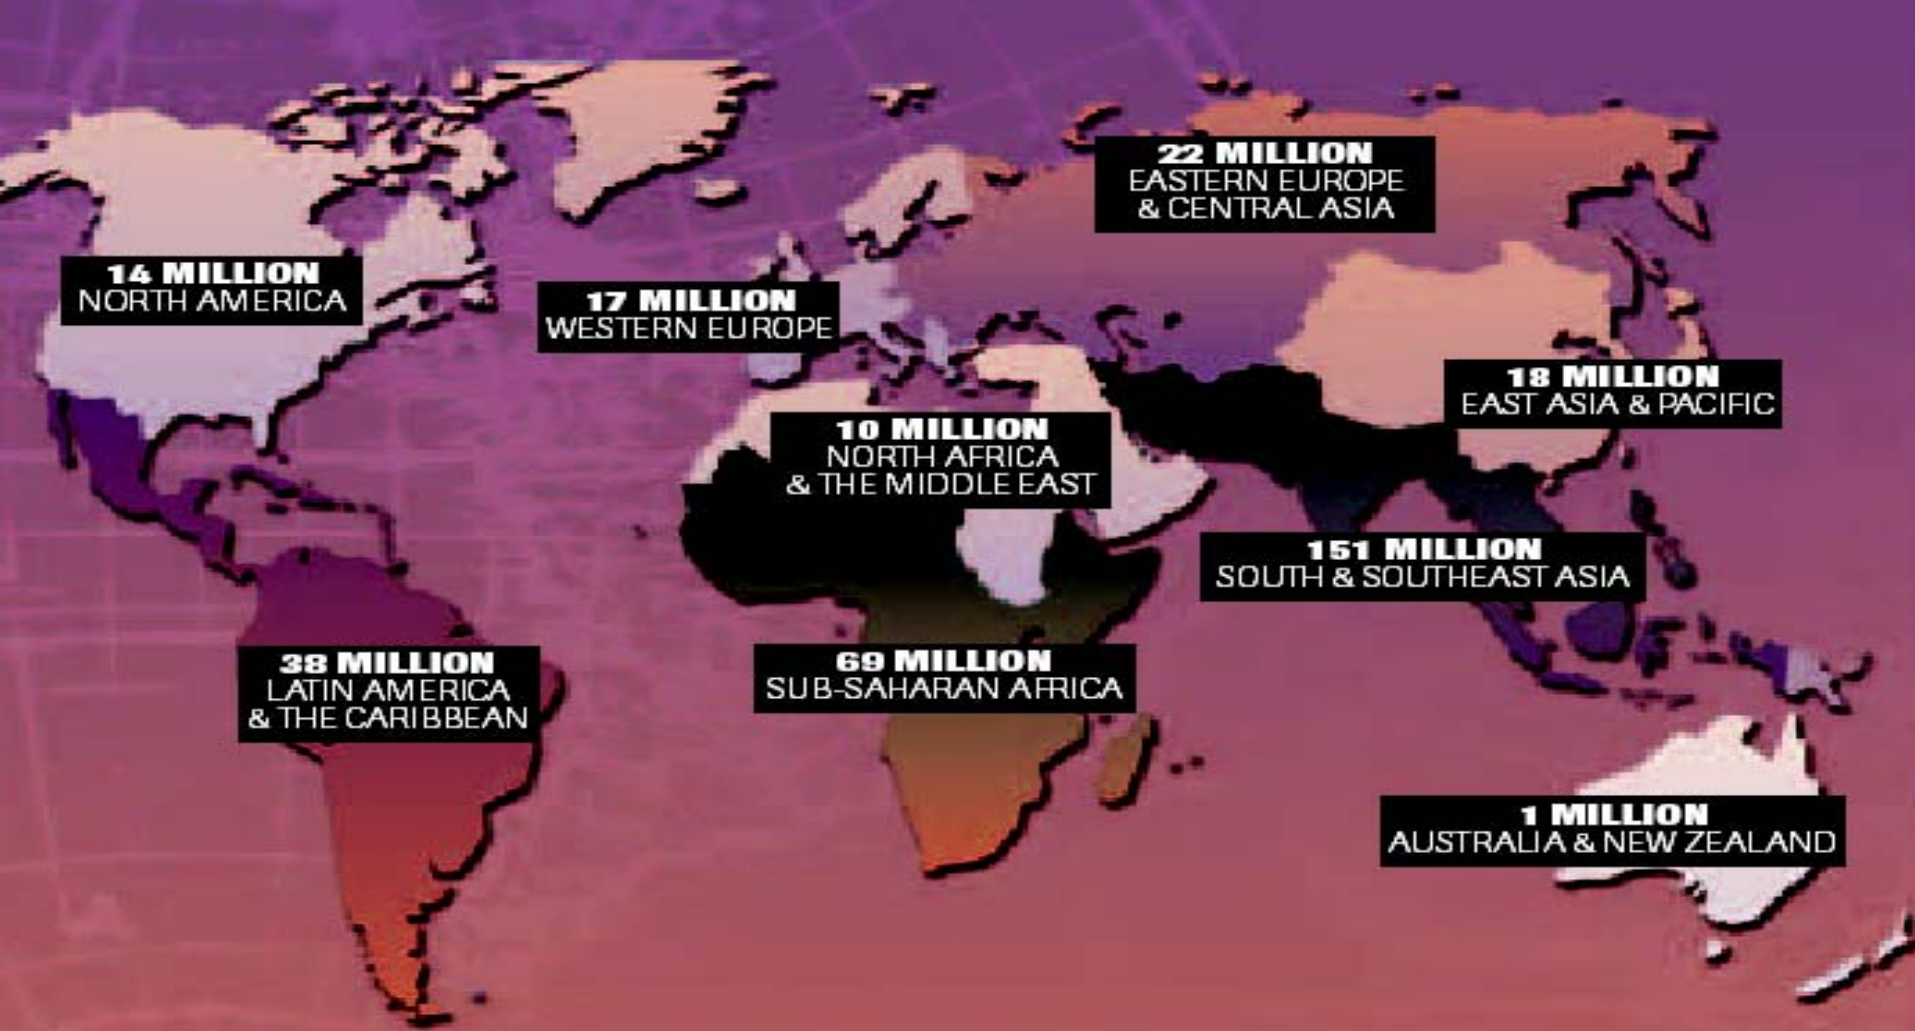 22 MILLION
EASTERN EUROPE
& CENTRAL ASIA
14 MILLION
NORTH AMERICA
17 MILLION
WESTERN EUROPE
18 MILLION
EAST ASIA & PACIFIC
10 MILLION
NORTH AFRICA
& THE MIDDLE EAST
151 MILLION
SOUTH & SOUTHEAST ASIA
38 MILLION
LATIN AMERICA
& THE CARIBBEAN
69 MILLION
SUB-SAHARAN AFRICA
1 MILLION
AUSTRALIA & NEW ZEALAND